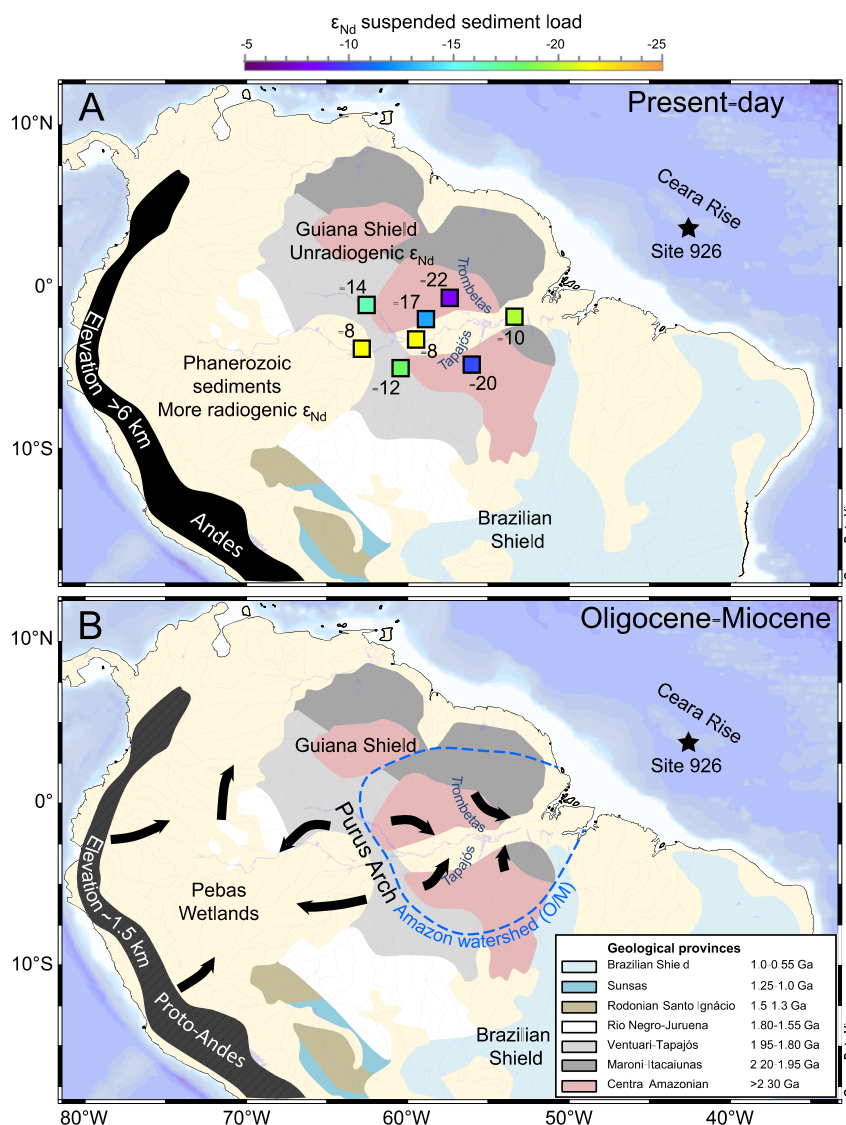 εNd suspended sediment load
-5 -10 -15 -20 -25
A
Present-day
10°N
Ceara Rise
Site 926
Guiana Shield
Unradiogenic εNd
Trombetas
0°
-14
-22
-17
-10
-8
-8
Tapajós
-12
-20
Phanerozoic
sediments
More radiogenic εNd
Elevation >6 km
10°S
Andes
Brazilian
Shield
B
Oligocene-Miocene
10°N
Ceara Rise
Site 926
Guiana Shield
0°
Trombetas
Purus Arch
Tapajós
Elevation ~1.5 km
Pebas
Wetlands
Amazon watershed (O/M)
10°S
Proto-Andes
Brazilian
Shield
Geological provinces
Brazilian Shield 1.0-0.55 Ga
Sunsas 1.25-1.0 Ga
Rodonian Santo Ignácio 1.5-1.3 Ga
Rio Negro-Juruena 1.80-1.55 Ga
Ventuari-Tapajós 1.95-1.80 Ga
Maroni-Itacaiunas 2.20-1.95 Ga
Central Amazonian >2.30 Ga
80°W 70°W 60°W 50°W 40°W